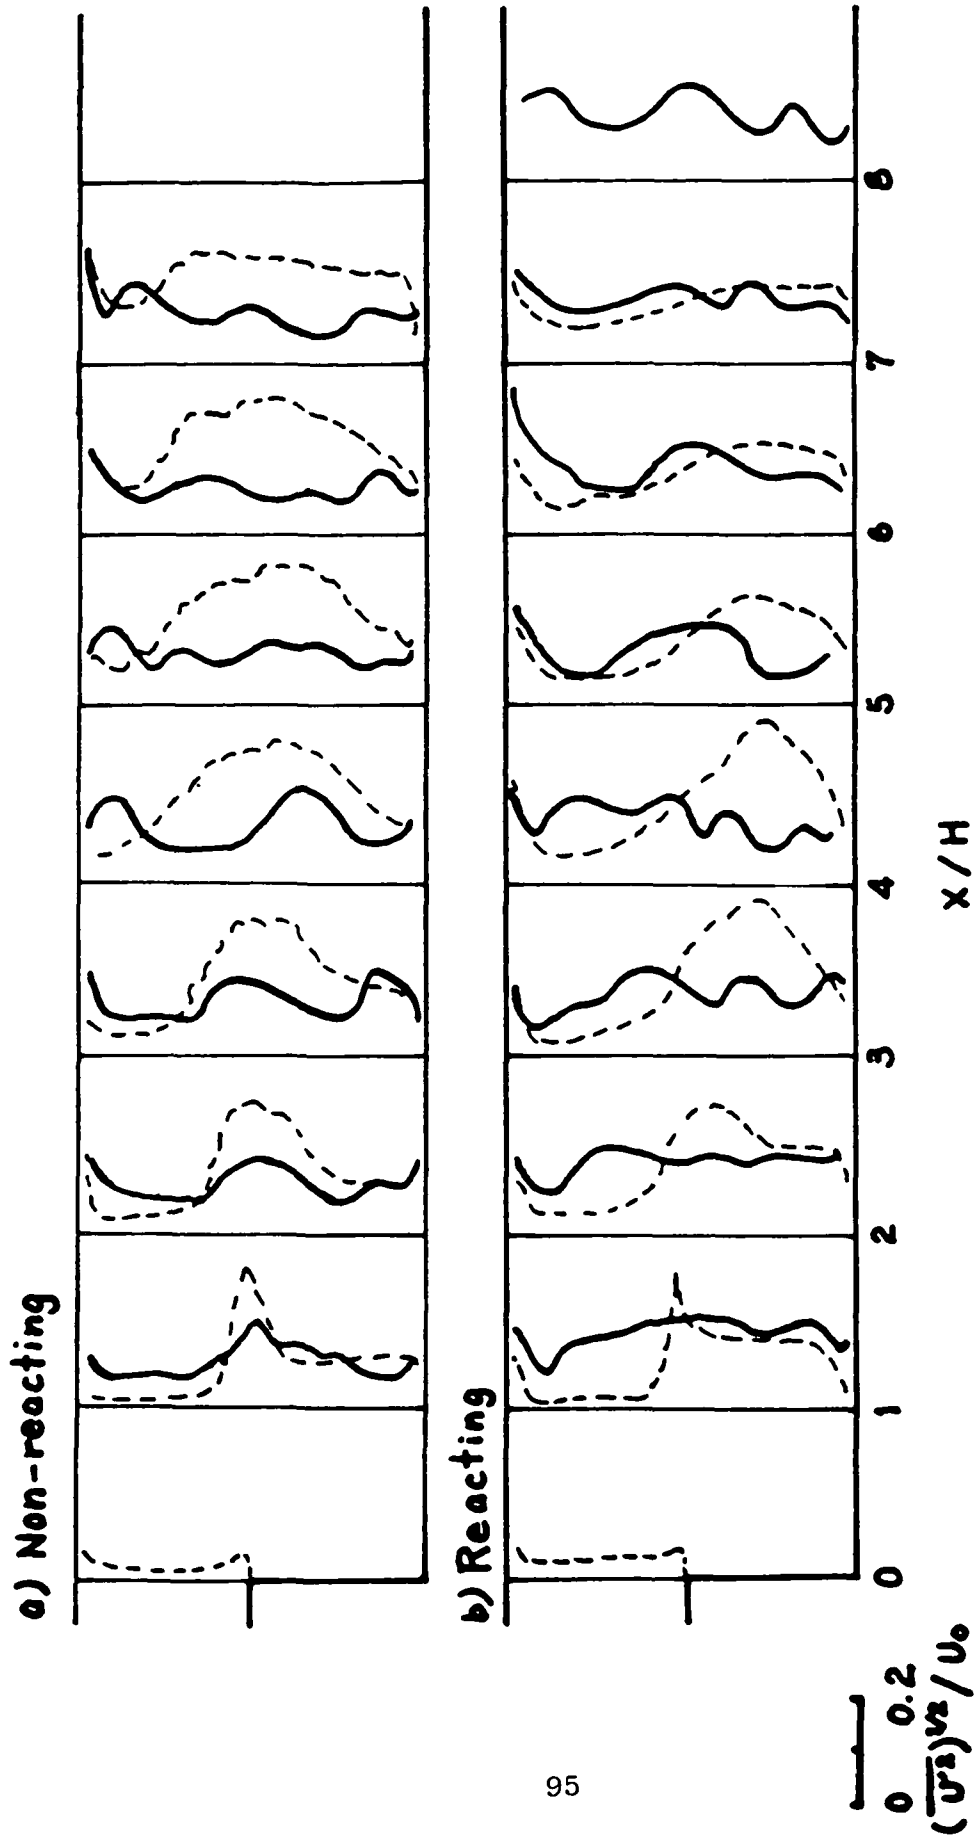 a) Non-reacting
b) Reacting
0 1 2 3 4 5 6 7 8
X / H
0 0.2
(u'²)^1/2 / U₀
95